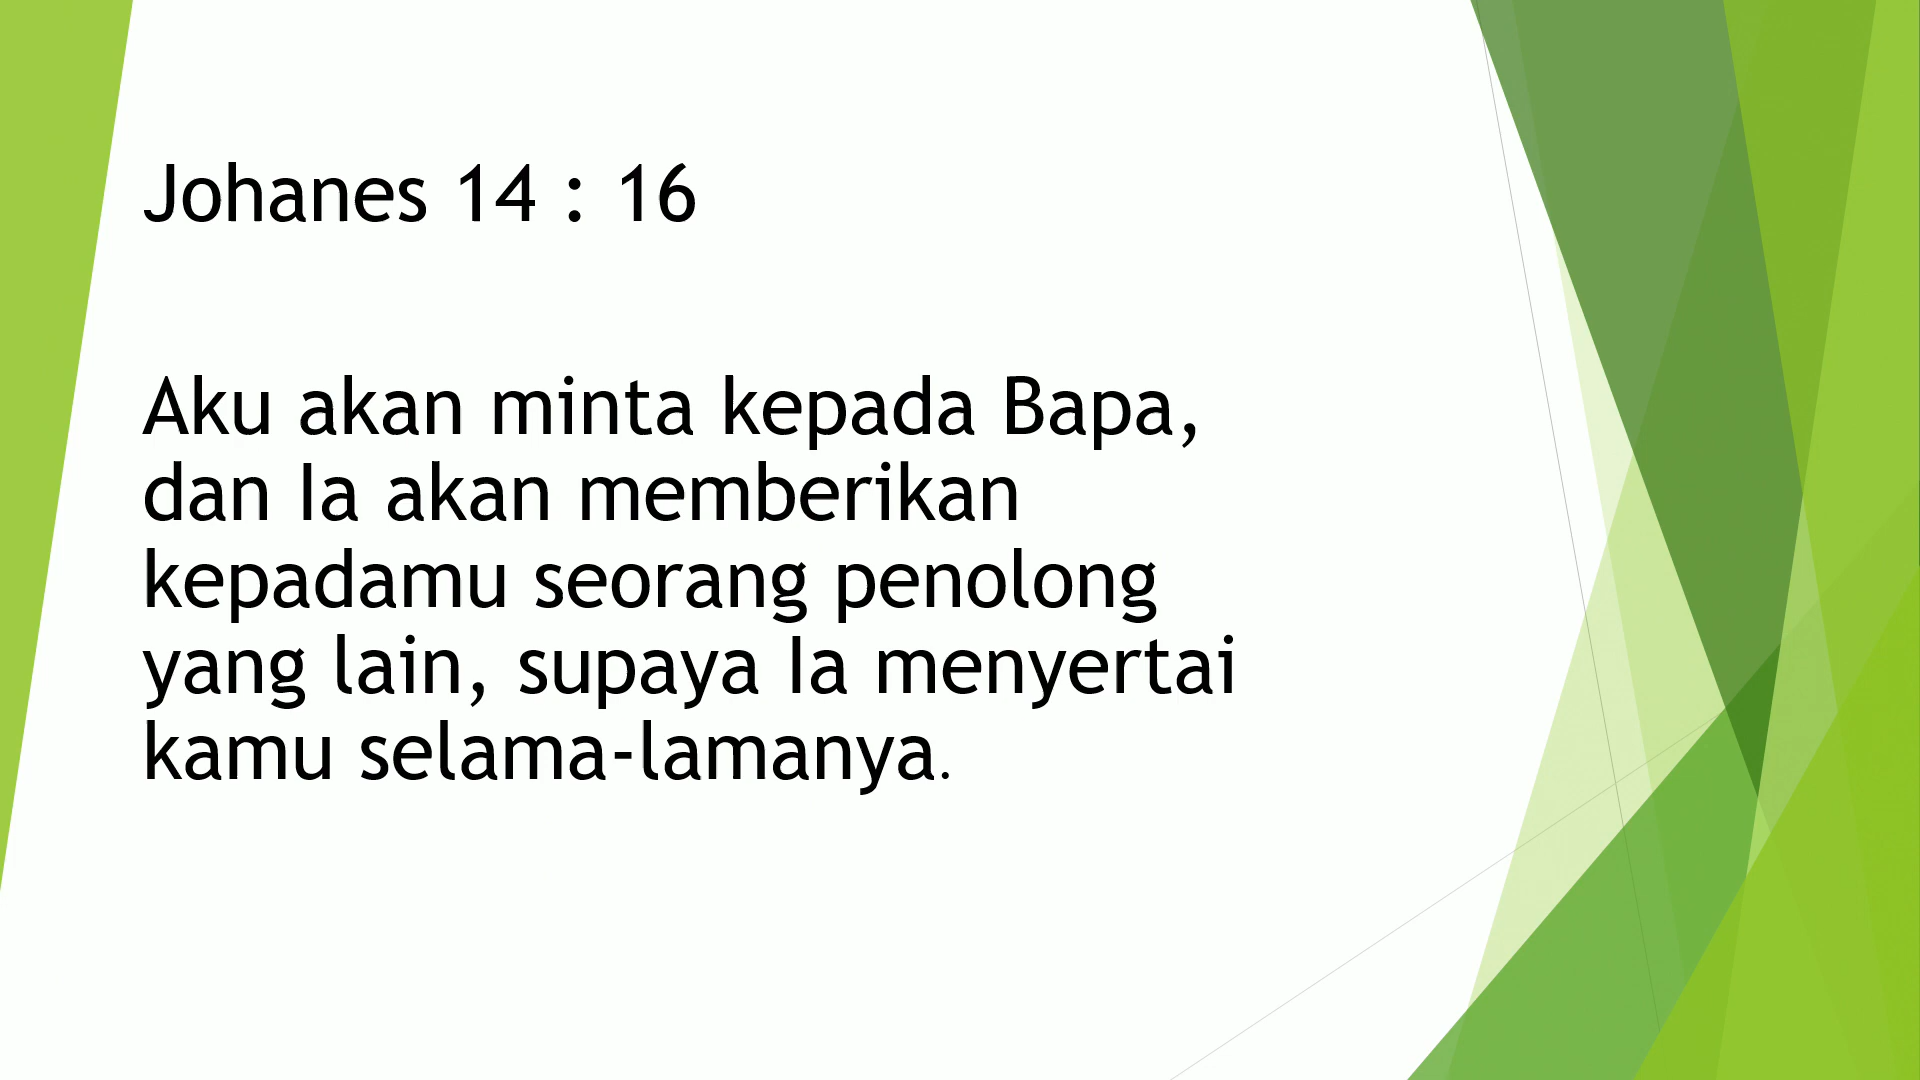 Johanes 14 : 16
Aku akan minta kepada Bapa,
dan Ia akan memberikan
kepadamu seorang penolong
yang lain, supaya Ia menyertai
kamu selama-lamanya.